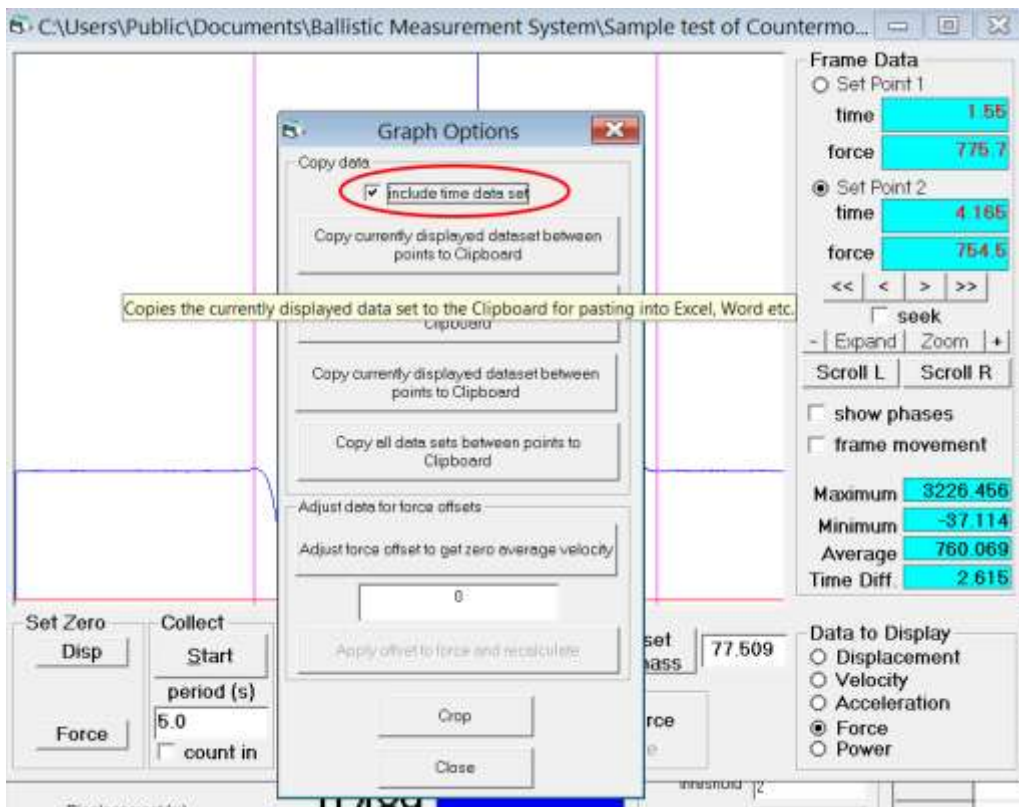 C:\Users\Public\Documents\Ballistic Measurement System\Sample test of Countermo...
Graph Options
Copy data
include time data set
Copy currently displayed dataset between
points to Clipboard
Copies the currently displayed data set to the Clipboard for pasting into Excel, Word etc.
Clipboard
Copy currently displayed dataset between
points to Clipboard
Copy all data sets between points to
Clipboard
Adjust data for force offsets
Adjust force offset to get zero average velocity
0
Apply offset to force and recalculate
Crop
Close
Frame Data
Set Point 1
time 1.55
force 775.7
Set Point 2
time 4.165
force 754.5
<< < > >>
seek
- Expand Zoom +
Scroll L Scroll R
show phases
frame movement
Maximum 3226.456
Minimum -37.114
Average 760.069
Time Diff. 2.615
Set Zero
Disp
Force
Collect
Start
period (s)
5.0
count in
77.509
Data to Display
Displacement
Velocity
Acceleration
Force
Power
threshold 2